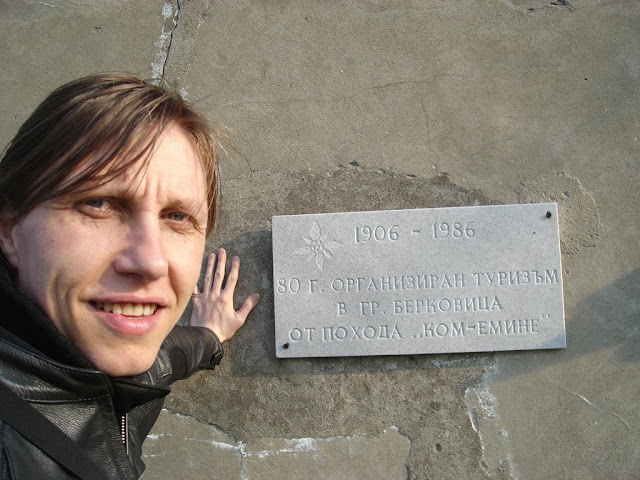 1906 - 1986
80 Г. ОРГАНИЗИРАН ТУРИЗЪМ
В ГР. БЕРКОВИЦА
ОТ ПОХОДА „КОМ-ЕМИНЕ"